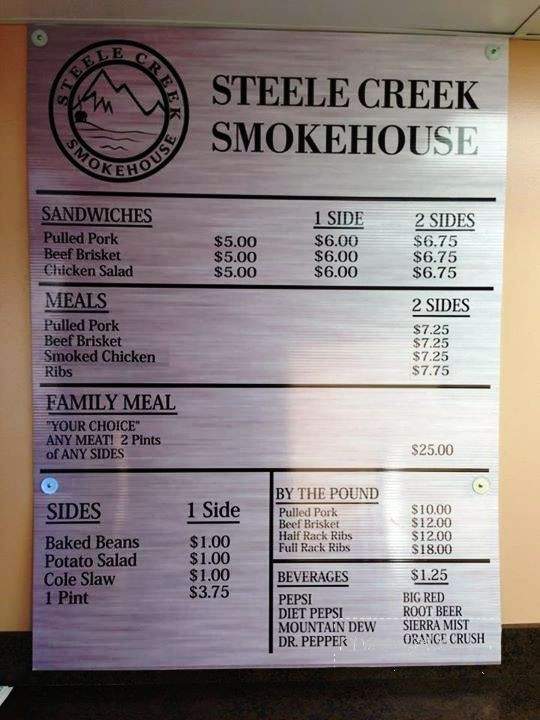 STEELE CREEK
SMOKEHOUSE
STEELE CREEK
SMOKEHOUSE
SANDWICHES 1 SIDE 2 SIDES
Pulled Pork $5.00 $6.00 $6.75
Beef Brisket $5.00 $6.00 $6.75
Chicken Salad $5.00 $6.00 $6.75
MEALS 2 SIDES
Pulled Pork $7.25
Beef Brisket $7.25
Smoked Chicken $7.25
Ribs $7.75
FAMILY MEAL
"YOUR CHOICE"
ANY MEAT! 2 Pints
of ANY SIDES $25.00
SIDES 1 Side
Baked Beans $1.00
Potato Salad $1.00
Cole Slaw $1.00
1 Pint $3.75
BY THE POUND
Pulled Pork $10.00
Beef Brisket $12.00
Half Rack Ribs $12.00
Full Rack Ribs $18.00
BEVERAGES $1.25
PEPSI BIG RED
DIET PEPSI ROOT BEER
MOUNTAIN DEW SIERRA MIST
DR. PEPPER ORANGE CRUSH